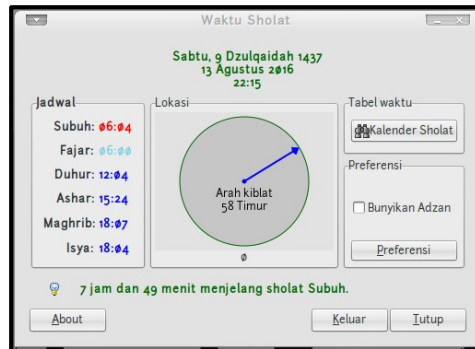 Waktu Sholat
Sabtu, 9 Dzulqaidah 1437
13 Agustus 2016
22:15
Jadwal
Subuh: 06:04
Fajar: 06:00
Duhur: 12:04
Ashar: 15:24
Maghrib: 18:07
Isya: 18:04
Lokasi
Arah kiblat
58 Timur
0
Tabel waktu
Kalender Sholat
Preferensi
Bunyikan Adzan
Preferensi
7 jam dan 49 menit menjelang sholat Subuh.
About
Keluar
Tutup